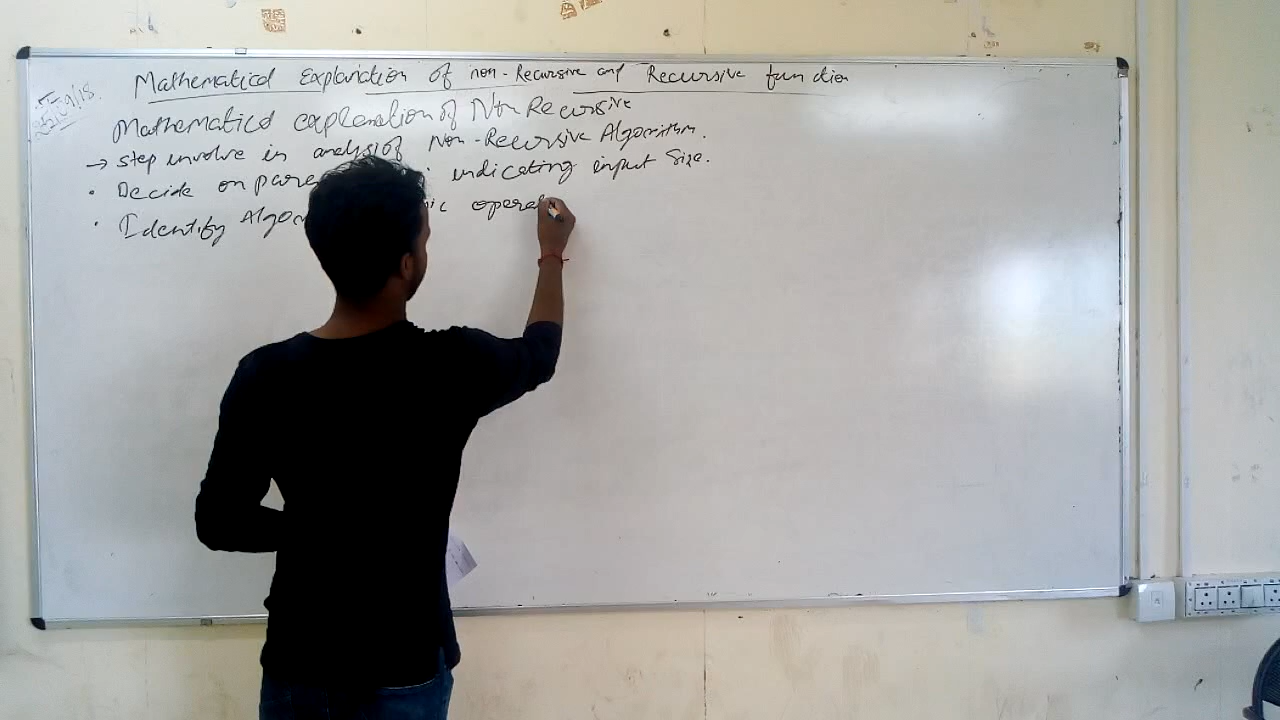 Mathematical Explanation of non-Recursive and Recursive function
Mathematical explanation of Non Recursive
→ step involve in analysis of Non-Recursive Algorithm.
• Decide on indicating input size.
• Identify